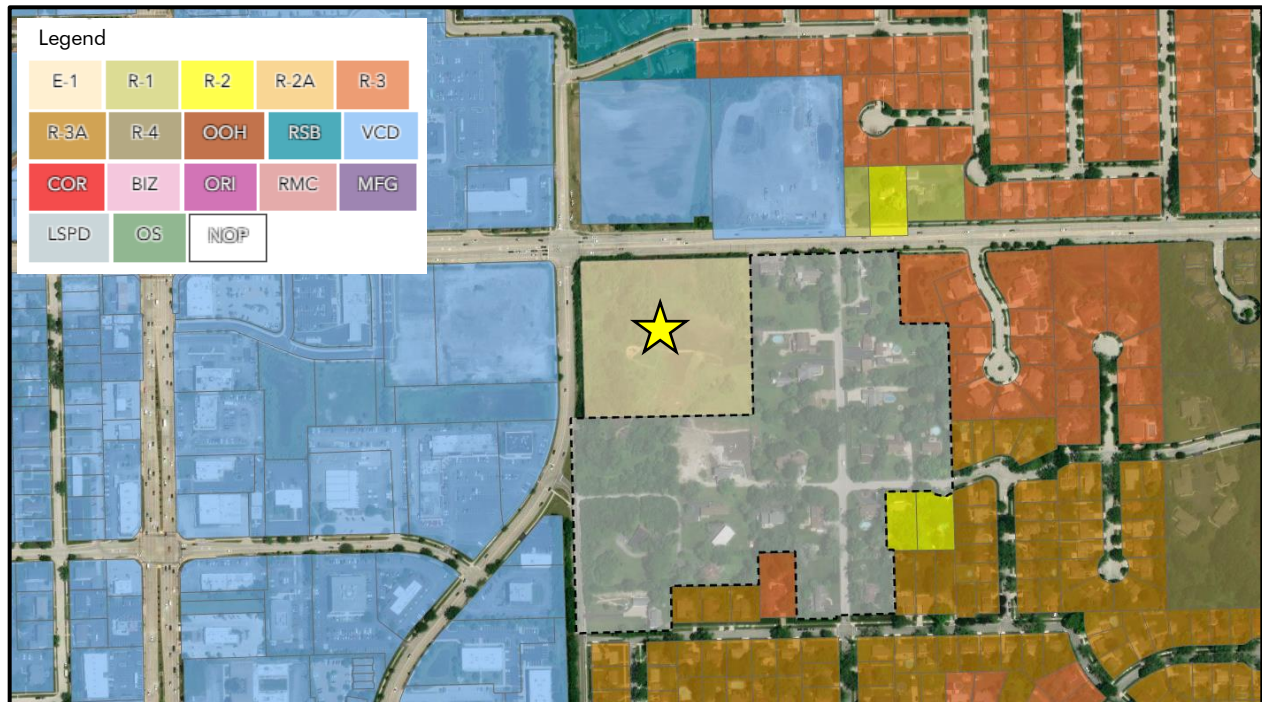 Legend
E-1 R-1 R-2 R-2A R-3
R-3A R-4 OOH RSB VCD
COR BIZ ORI RMC MFG
LSPD OS NOP